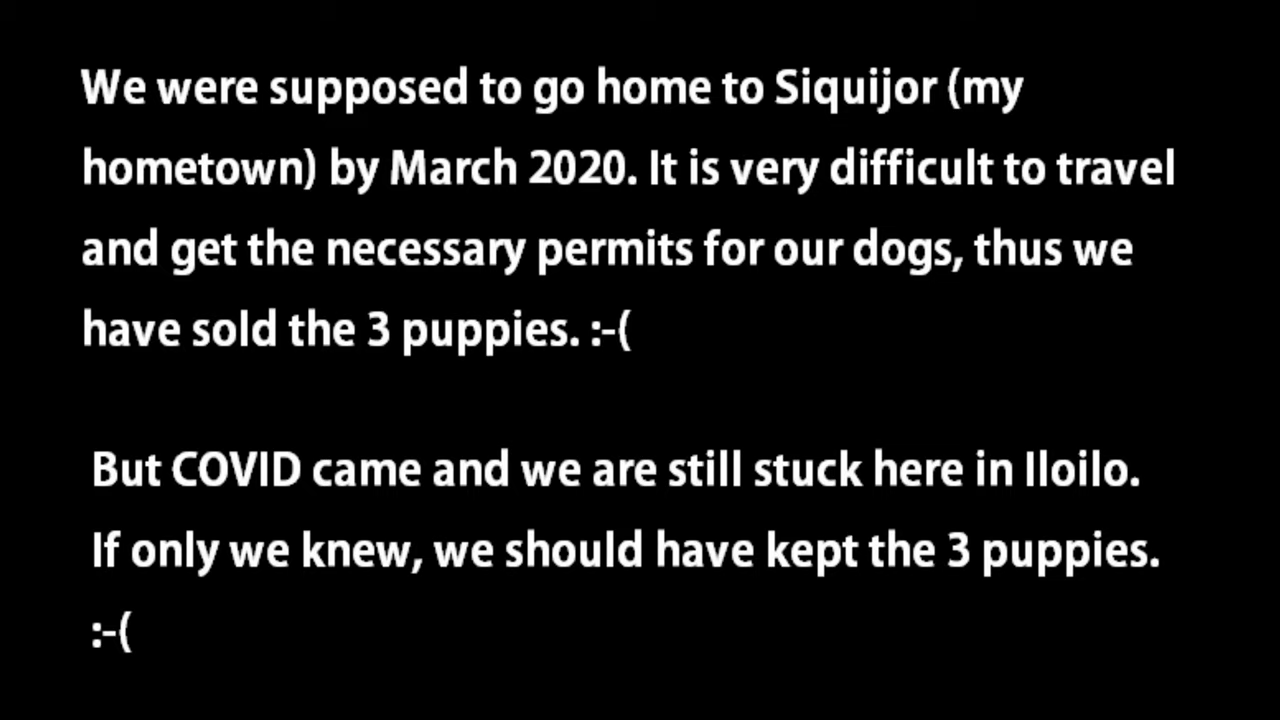 We were supposed to go home to Siquijor (my
hometown) by March 2020. It is very difficult to travel
and get the necessary permits for our dogs, thus we
have sold the 3 puppies. :-(
But COVID came and we are still stuck here in Iloilo.
If only we knew, we should have kept the 3 puppies.
:-(